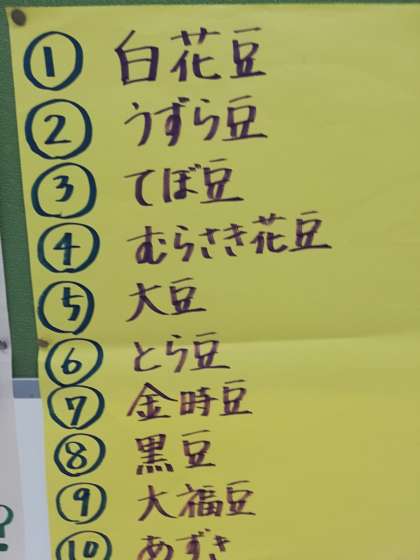 ① 白花豆
② うずら豆
③ てぼ豆
④ むらさき花豆
⑤ 大豆
⑥ とら豆
⑦ 金時豆
⑧ 黒豆
⑨ 大福豆
⑩ あずき
?